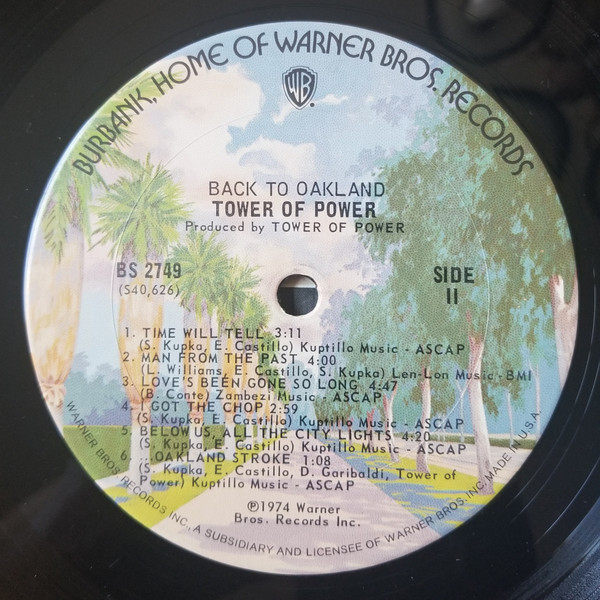 BURBANK, HOME OF WARNER BROS. RECORDS
WB
BACK TO OAKLAND
TOWER OF POWER
Produced by TOWER OF POWER
BS 2749
(S40,626)
SIDE
II
1. TIME WILL TELL 3:11
(S. Kupka, E. Castillo) Kuptillo Music - ASCAP
2. MAN FROM THE PAST 4:00
(L. Williams, E. Castillo, S. Kupka) Len-Lon Music - BMI
3. LOVE'S BEEN GONE SO LONG 4:47
(B. Conte) Zambezi Music - ASCAP
4. I GOT THE CHOP 2:59
(S. Kupka, E. Castillo) Kuptillo Music - ASCAP
5. BELOW US, ALL THE CITY LIGHTS 4:20
(S. Kupka, E. Castillo) Kuptillo Music - ASCAP
6. ...OAKLAND STROKE 1:08
(S. Kupka, E. Castillo, D. Garibaldi, Tower of
Power) Kuptillo Music - ASCAP
℗1974 Warner
Bros. Records Inc.
WARNER BROS. RECORDS INC., A SUBSIDIARY AND LICENSEE OF WARNER BROS. INC. MADE IN U.S.A.